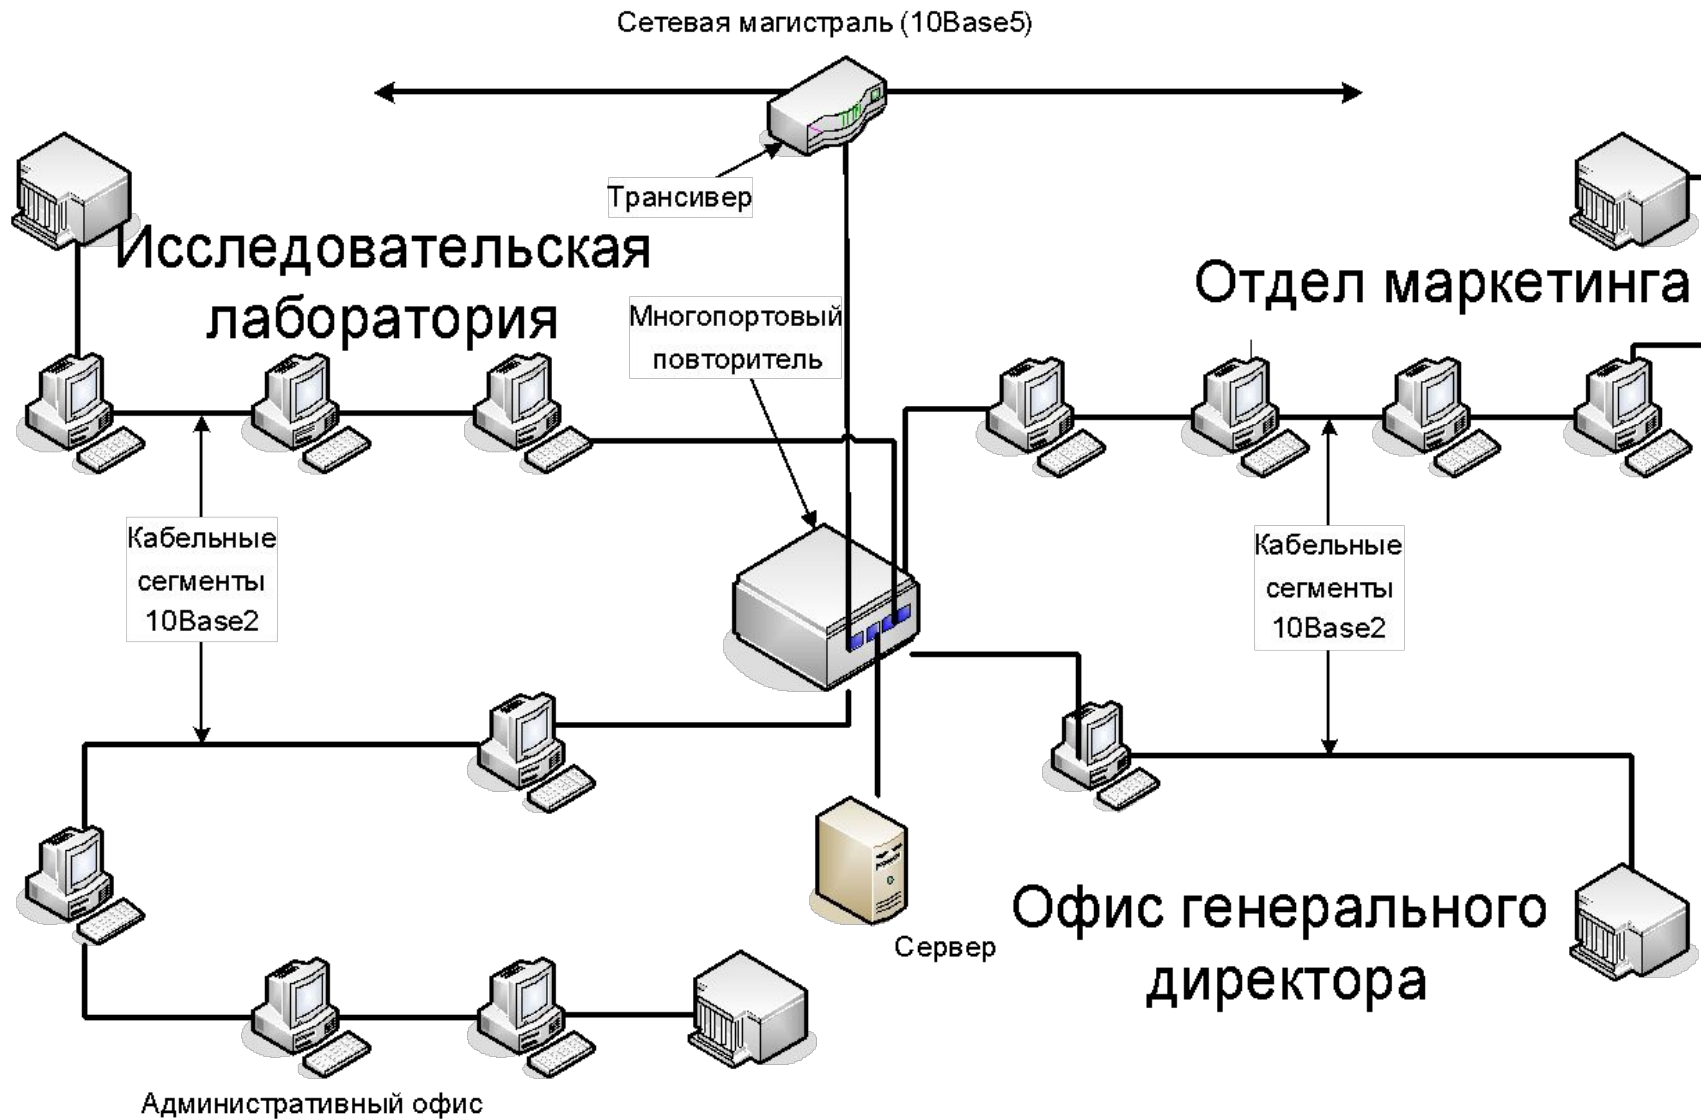 Сетевая магистраль (10Base5)
Трансивер
Исследовательская
лаборатория
Многопортовый
повторитель
Отдел маркетинга
Кабельные
сегменты
10Base2
Кабельные
сегменты
10Base2
Сервер
Офис генерального
директора
Административный офис